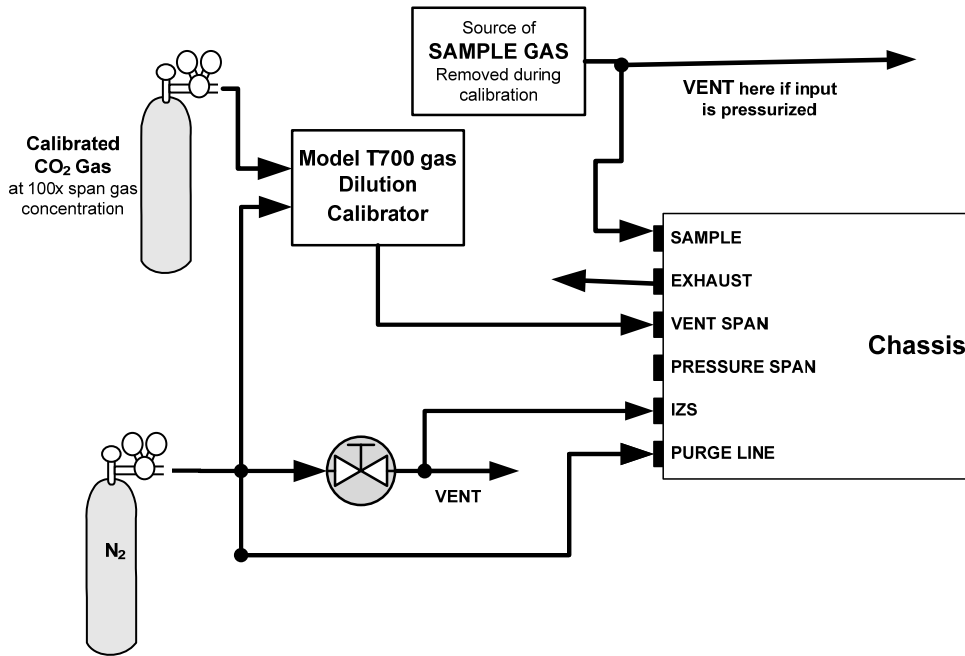 Source of
SAMPLE GAS
Removed during
calibration
VENT here if input
is pressurized
Calibrated
CO₂ Gas
at 100x span gas
concentration
Model T700 gas
Dilution
Calibrator
SAMPLE
EXHAUST
VENT SPAN
PRESSURE SPAN
IZS
PURGE LINE
Chassis
VENT
N₂